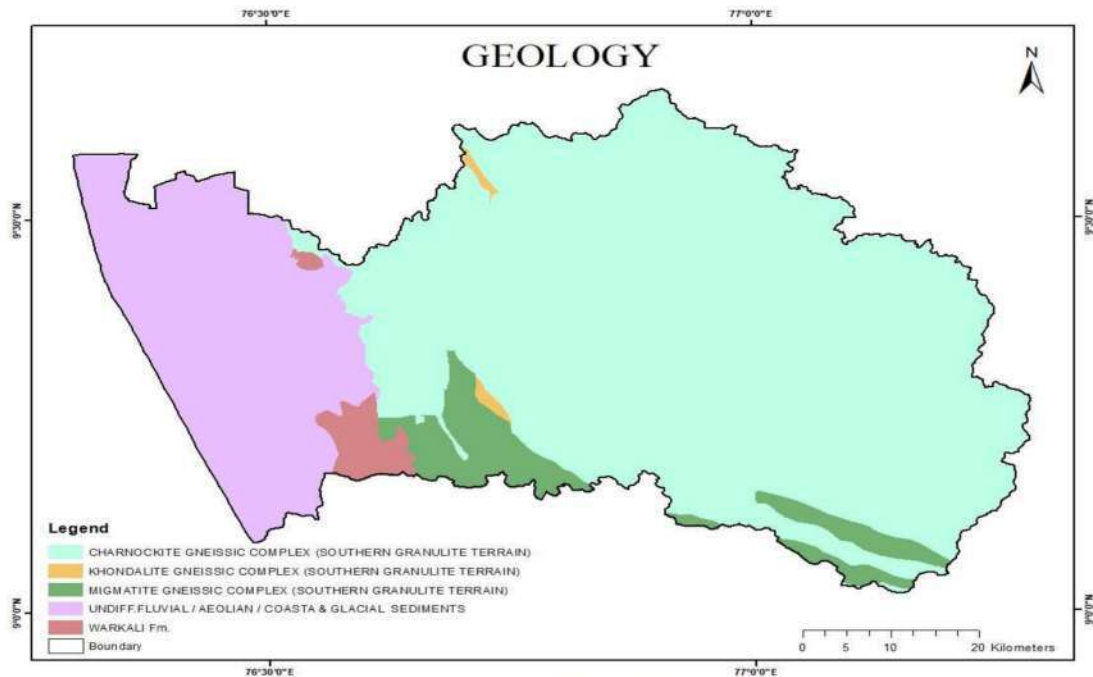 76°30'0"E 77°0'0"E
GEOLOGY
N
9°30'0"N 9°30'0"N
Legend
CHARNOCKITE GNEISSIC COMPLEX (SOUTHERN GRANULITE TERRAIN)
KHONDALITE GNEISSIC COMPLEX (SOUTHERN GRANULITE TERRAIN)
MIGMATITE GNEISSIC COMPLEX (SOUTHERN GRANULITE TERRAIN)
UNDIFF.FLUVIAL / AEOLIAN / COASTA & GLACIAL SEDIMENTS
WARKALI Fm.
Boundary
9°0'0"N 9°0'0"N
0 5 10 20 Kilometers
76°30'0"E 77°0'0"E